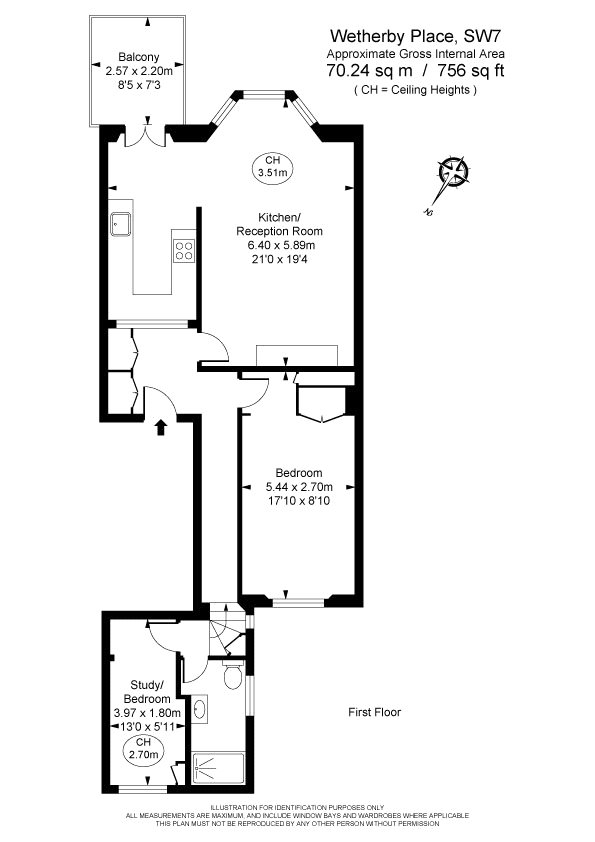 Wetherby Place, SW7
Approximate Gross Internal Area
70.24 sq m / 756 sq ft
( CH = Ceiling Heights )
Balcony
2.57 x 2.20m
8'5 x 7'3
CH
3.51m
N
Kitchen/
Reception Room
6.40 x 5.89m
21'0 x 19'4
Bedroom
5.44 x 2.70m
17'10 x 8'10
Study/
Bedroom
3.97 x 1.80m
13'0 x 5'11
CH
2.70m
First Floor
ILLUSTRATION FOR IDENTIFICATION PURPOSES ONLY
ALL MEASUREMENTS ARE MAXIMUM, AND INCLUDE WINDOW BAYS AND WARDROBES WHERE APPLICABLE
THIS PLAN MUST NOT BE REPRODUCED BY ANY OTHER PERSON WITHOUT PERMISSION